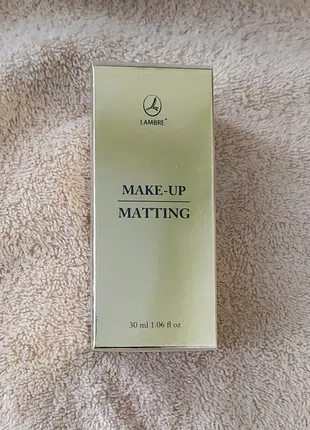 LAMBRE®
MAKE-UP
MATTING
30 ml 1.06 fl oz